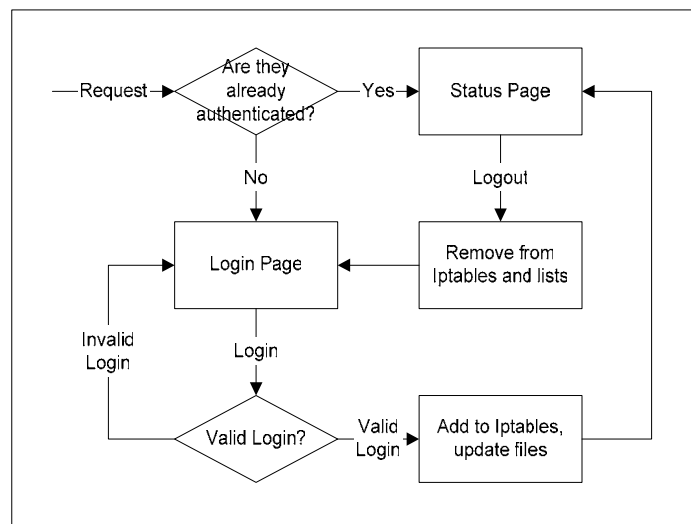 Are they
already
authenticated?
Request
Yes
Status Page
No
Logout
Login Page
Remove from
Iptables and lists
Invalid
Login
Login
Valid Login?
Valid
Login
Add to Iptables,
update files